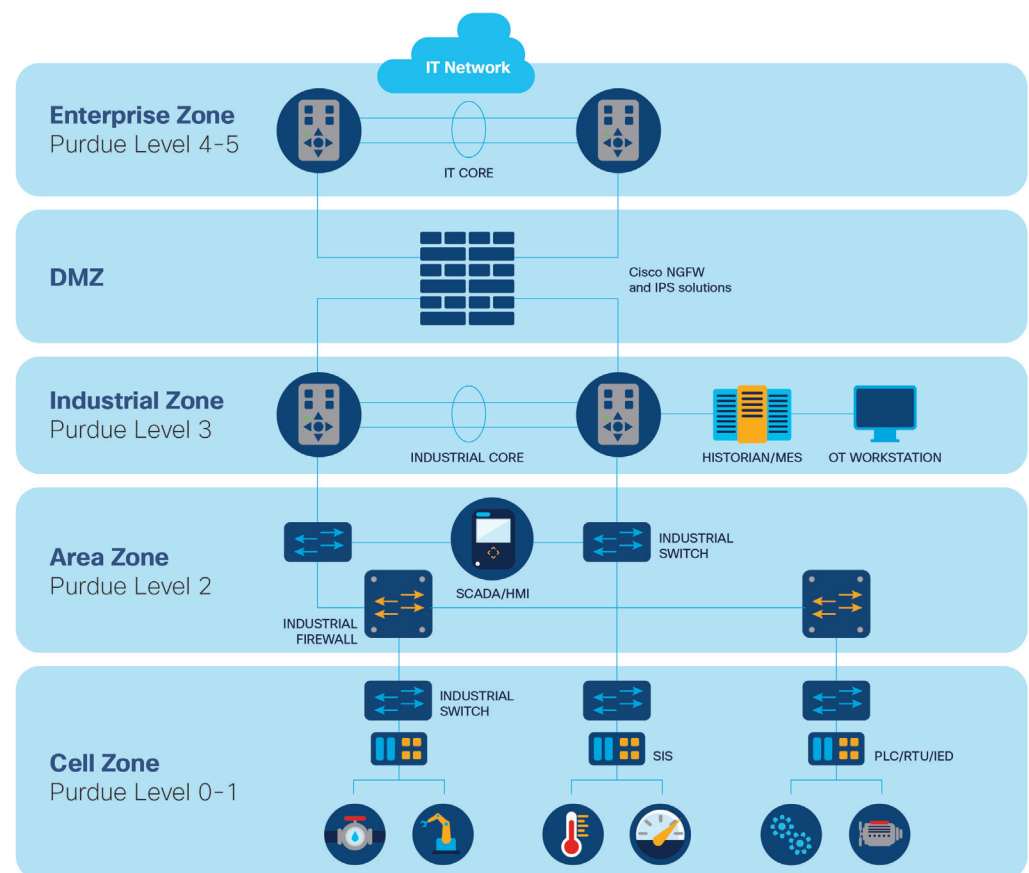 IT Network
Enterprise Zone
Purdue Level 4-5
IT CORE
DMZ
Cisco NGFW
and IPS solutions
Industrial Zone
Purdue Level 3
INDUSTRIAL CORE
HISTORIAN/MES
OT WORKSTATION
INDUSTRIAL
SWITCH
Area Zone
Purdue Level 2
SCADA/HMI
INDUSTRIAL
FIREWALL
INDUSTRIAL
SWITCH
Cell Zone
Purdue Level 0-1
SIS
PLC/RTU/IED